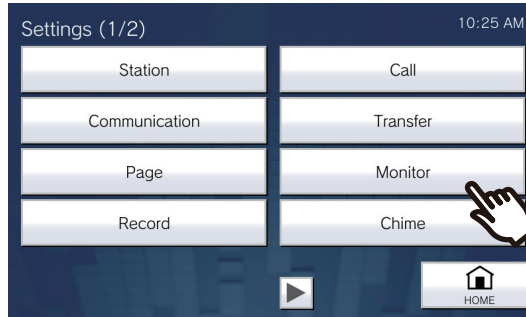 Settings (1/2)
10:25 AM
Station
Call
Communication
Transfer
Page
Monitor
Record
Chime
HOME